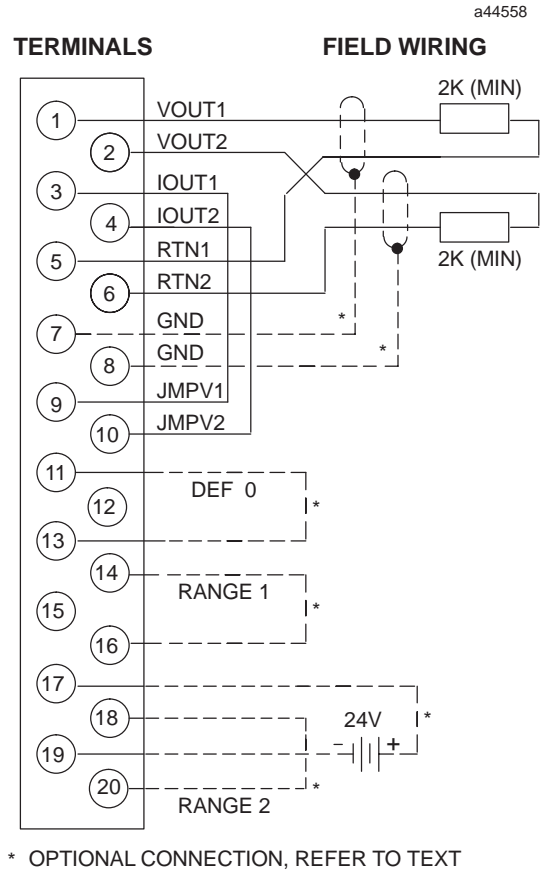 a44558
TERMINALS FIELD WIRING
2K (MIN)
1 VOUT1
2 VOUT2
3 IOUT1
4 IOUT2
5 RTN1
2K (MIN)
6 RTN2
7 GND *
8 GND *
9 JMPV1
10 JMPV2
11
DEF 0
12 *
13
14
RANGE 1
15 *
16
17
18 24V *
19 − +
20 *
RANGE 2
* OPTIONAL CONNECTION, REFER TO TEXT